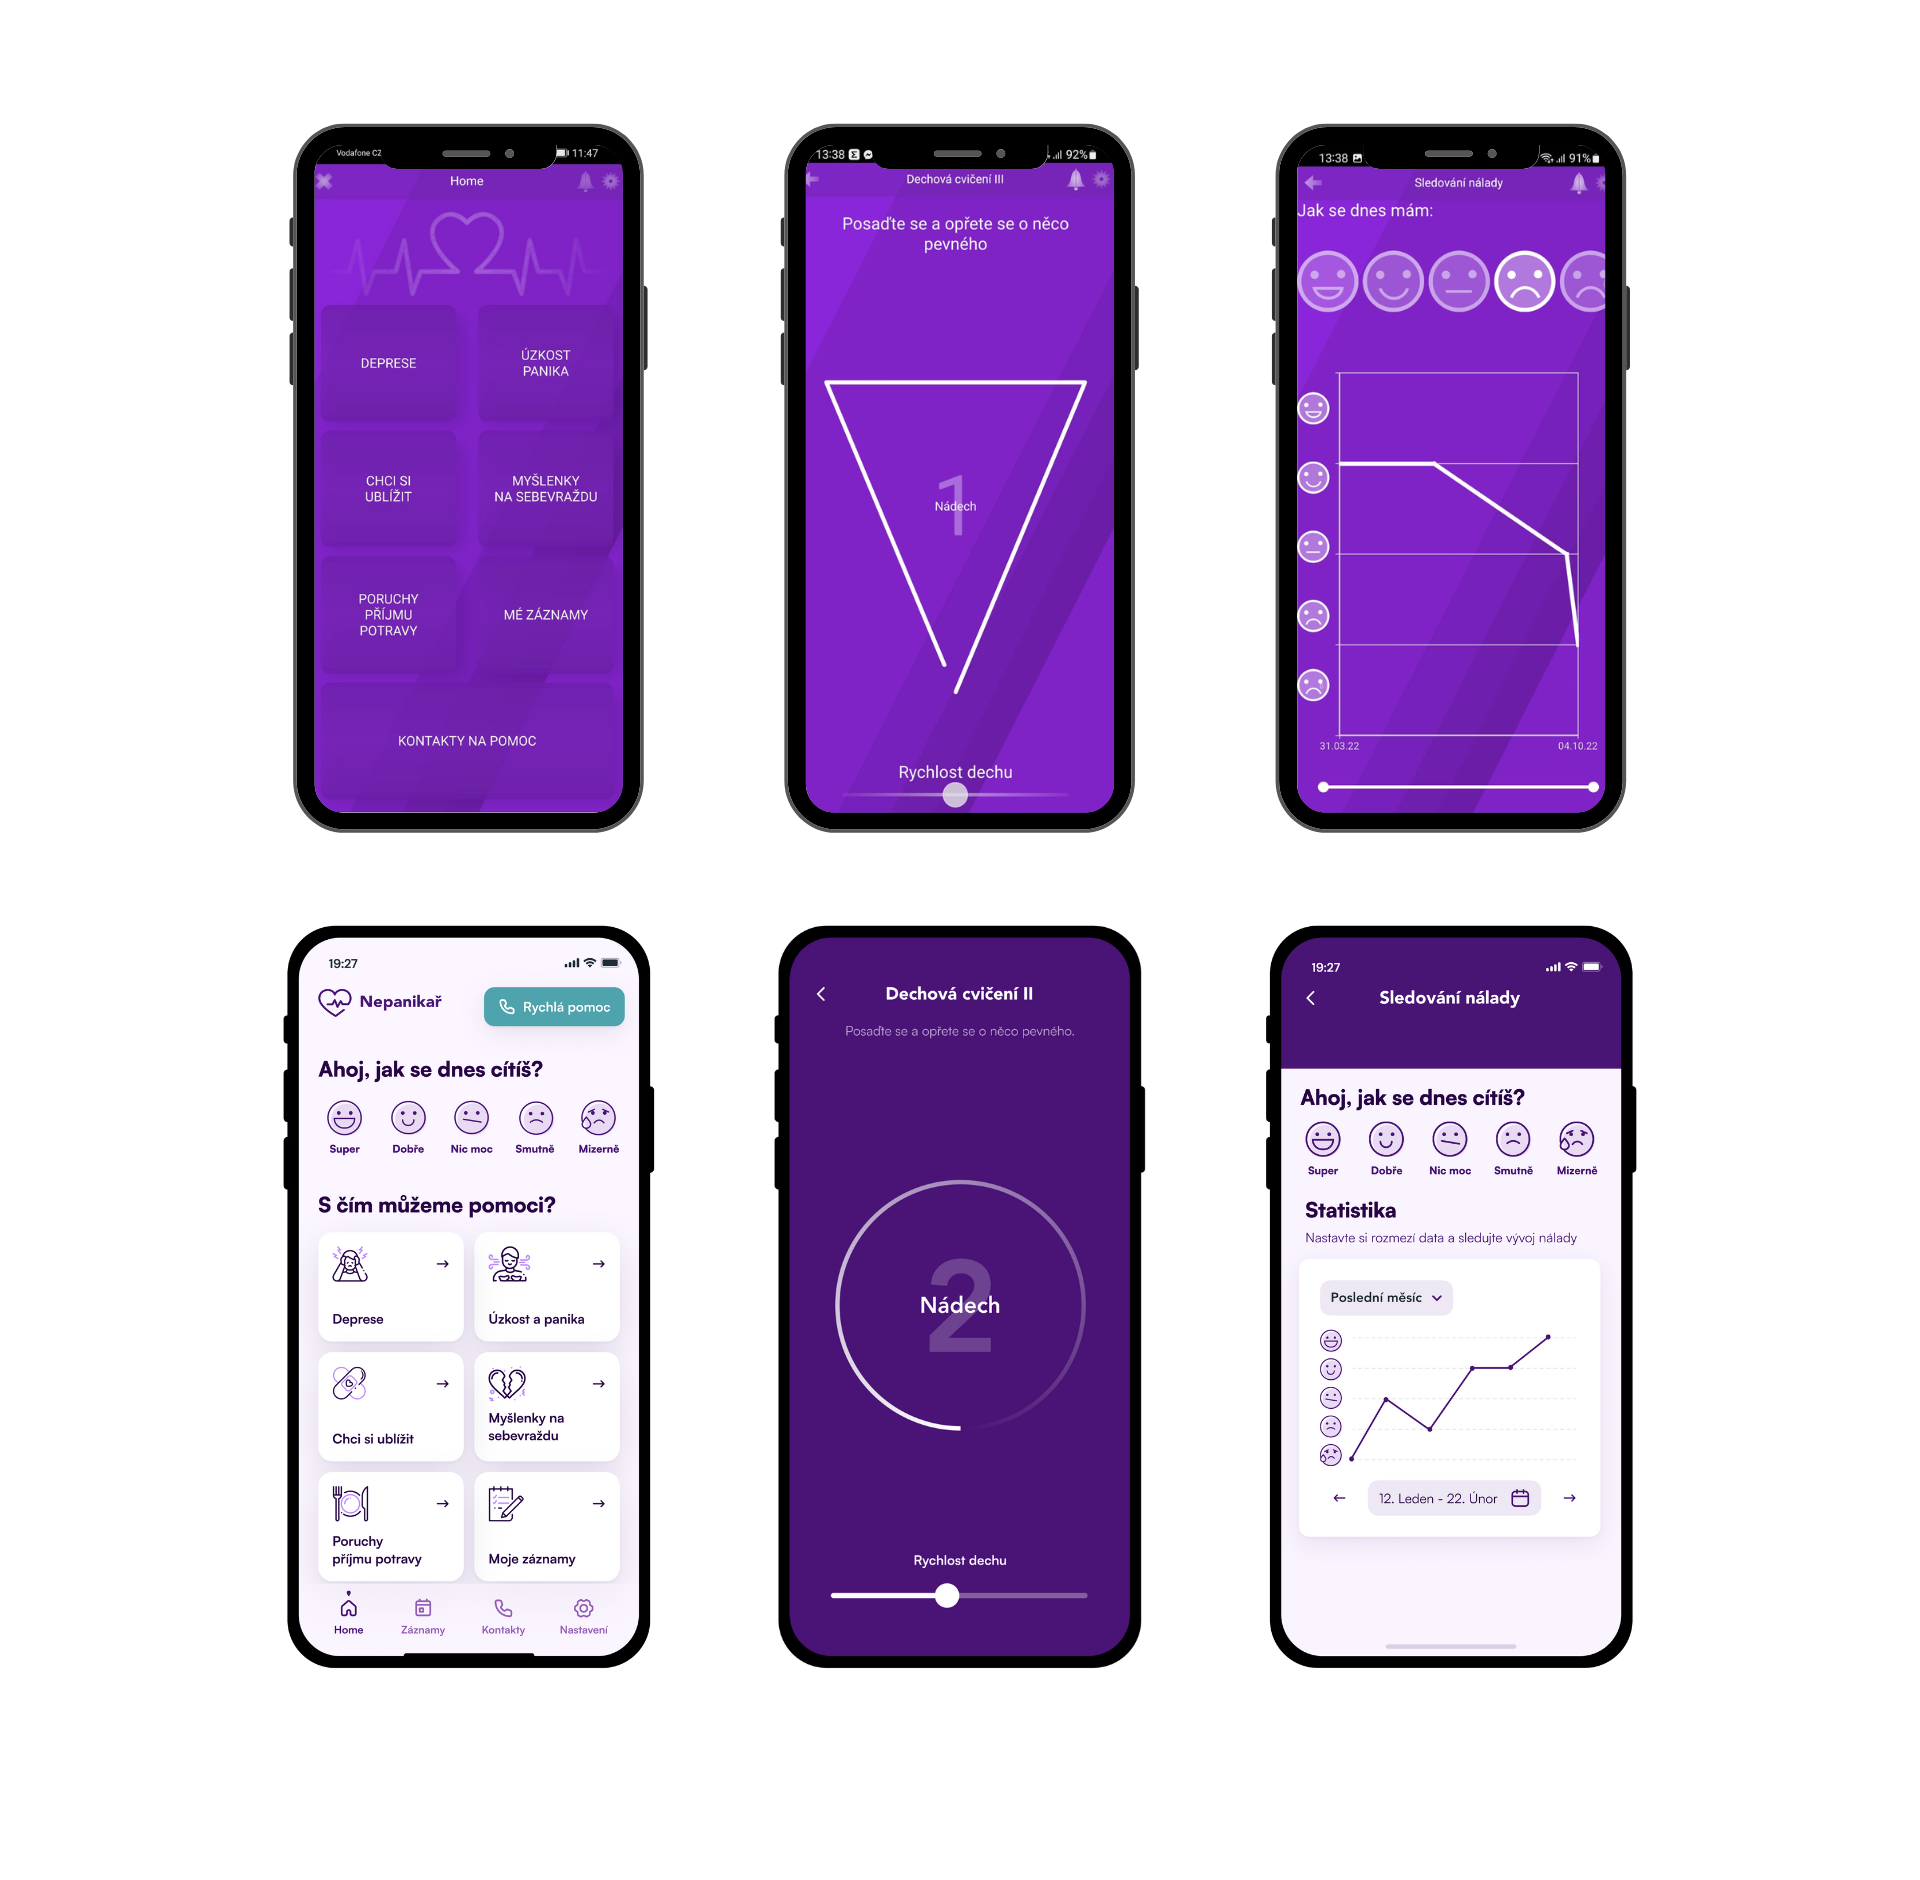 Vodafone CZ
11:47
Home
DEPRESE
ÚZKOST
PANIKA
CHCI SI
UBLÍŽIT
MYŠLENKY
NA SEBEVRAŽDU
PORUCHY
PŘÍJMU
POTRAVY
MÉ ZÁZNAMY
KONTAKTY NA POMOC
13:38
92%
Dechová cvičení III
Posaďte se a opřete se o něco
pevného
1
Nádech
Rychlost dechu
13:38
91%
Sledování nálady
Jak se dnes mám:
31.03.22
04.10.22
19:27
Nepanikař
Rychlá pomoc
Ahoj, jak se dnes cítíš?
Super
Dobře
Nic moc
Smutně
Mizerně
S čím můžeme pomoci?
Deprese
Úzkost a panika
Chci si ublížit
Myšlenky na
sebevraždu
Poruchy
příjmu potravy
Moje záznamy
Home
Záznamy
Kontakty
Nastavení
Dechová cvičení II
Posaďte se a opřete se o něco pevného.
2
Nádech
Rychlost dechu
19:27
Sledování nálady
Ahoj, jak se dnes cítíš?
Super
Dobře
Nic moc
Smutně
Mizerně
Statistika
Nastavte si rozmezí data a sledujte vývoj nálady
Poslední měsíc
12. Leden - 22. Únor